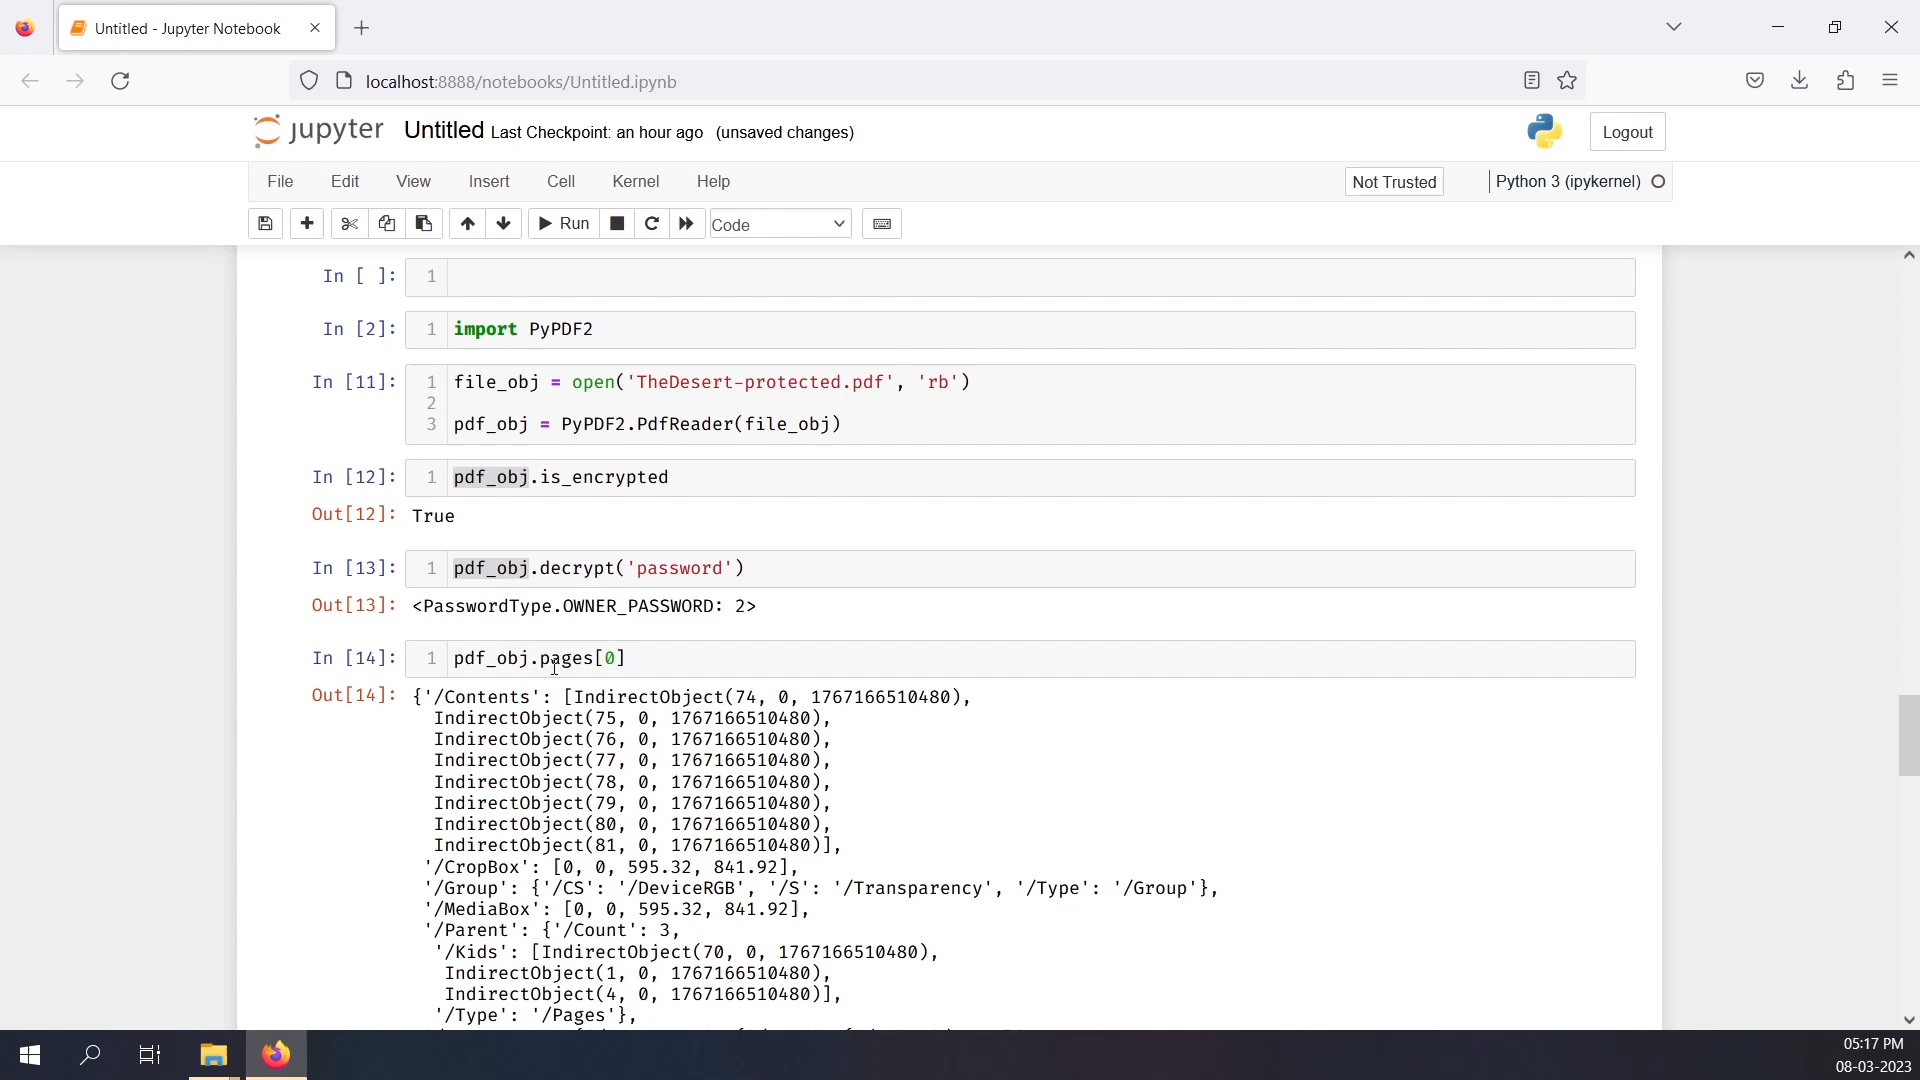 Untitled - Jupyter Notebook
localhost:8888/notebooks/Untitled.ipynb
jupyter Untitled Last Checkpoint: an hour ago (unsaved changes)
Logout
File Edit View Insert Cell Kernel Help
Not Trusted
Python 3 (ipykernel)
Run
Code
In [ ]: 1
In [2]: 1 import PyPDF2
In [11]: 1 file_obj = open('TheDesert-protected.pdf', 'rb')
2
3 pdf_obj = PyPDF2.PdfReader(file_obj)
In [12]: 1 pdf_obj.is_encrypted
Out[12]: True
In [13]: 1 pdf_obj.decrypt('password')
Out[13]: <PasswordType.OWNER_PASSWORD: 2>
In [14]: 1 pdf_obj.pages[0]
Out[14]: {'/Contents': [IndirectObject(74, 0, 1767166510480),
IndirectObject(75, 0, 1767166510480),
IndirectObject(76, 0, 1767166510480),
IndirectObject(77, 0, 1767166510480),
IndirectObject(78, 0, 1767166510480),
IndirectObject(79, 0, 1767166510480),
IndirectObject(80, 0, 1767166510480),
IndirectObject(81, 0, 1767166510480)],
'/CropBox': [0, 0, 595.32, 841.92],
'/Group': {'/CS': '/DeviceRGB', '/S': '/Transparency', '/Type': '/Group'},
'/MediaBox': [0, 0, 595.32, 841.92],
'/Parent': {'/Count': 3,
'/Kids': [IndirectObject(70, 0, 1767166510480),
IndirectObject(1, 0, 1767166510480),
IndirectObject(4, 0, 1767166510480)],
'/Type': '/Pages'},
05:17 PM
08-03-2023